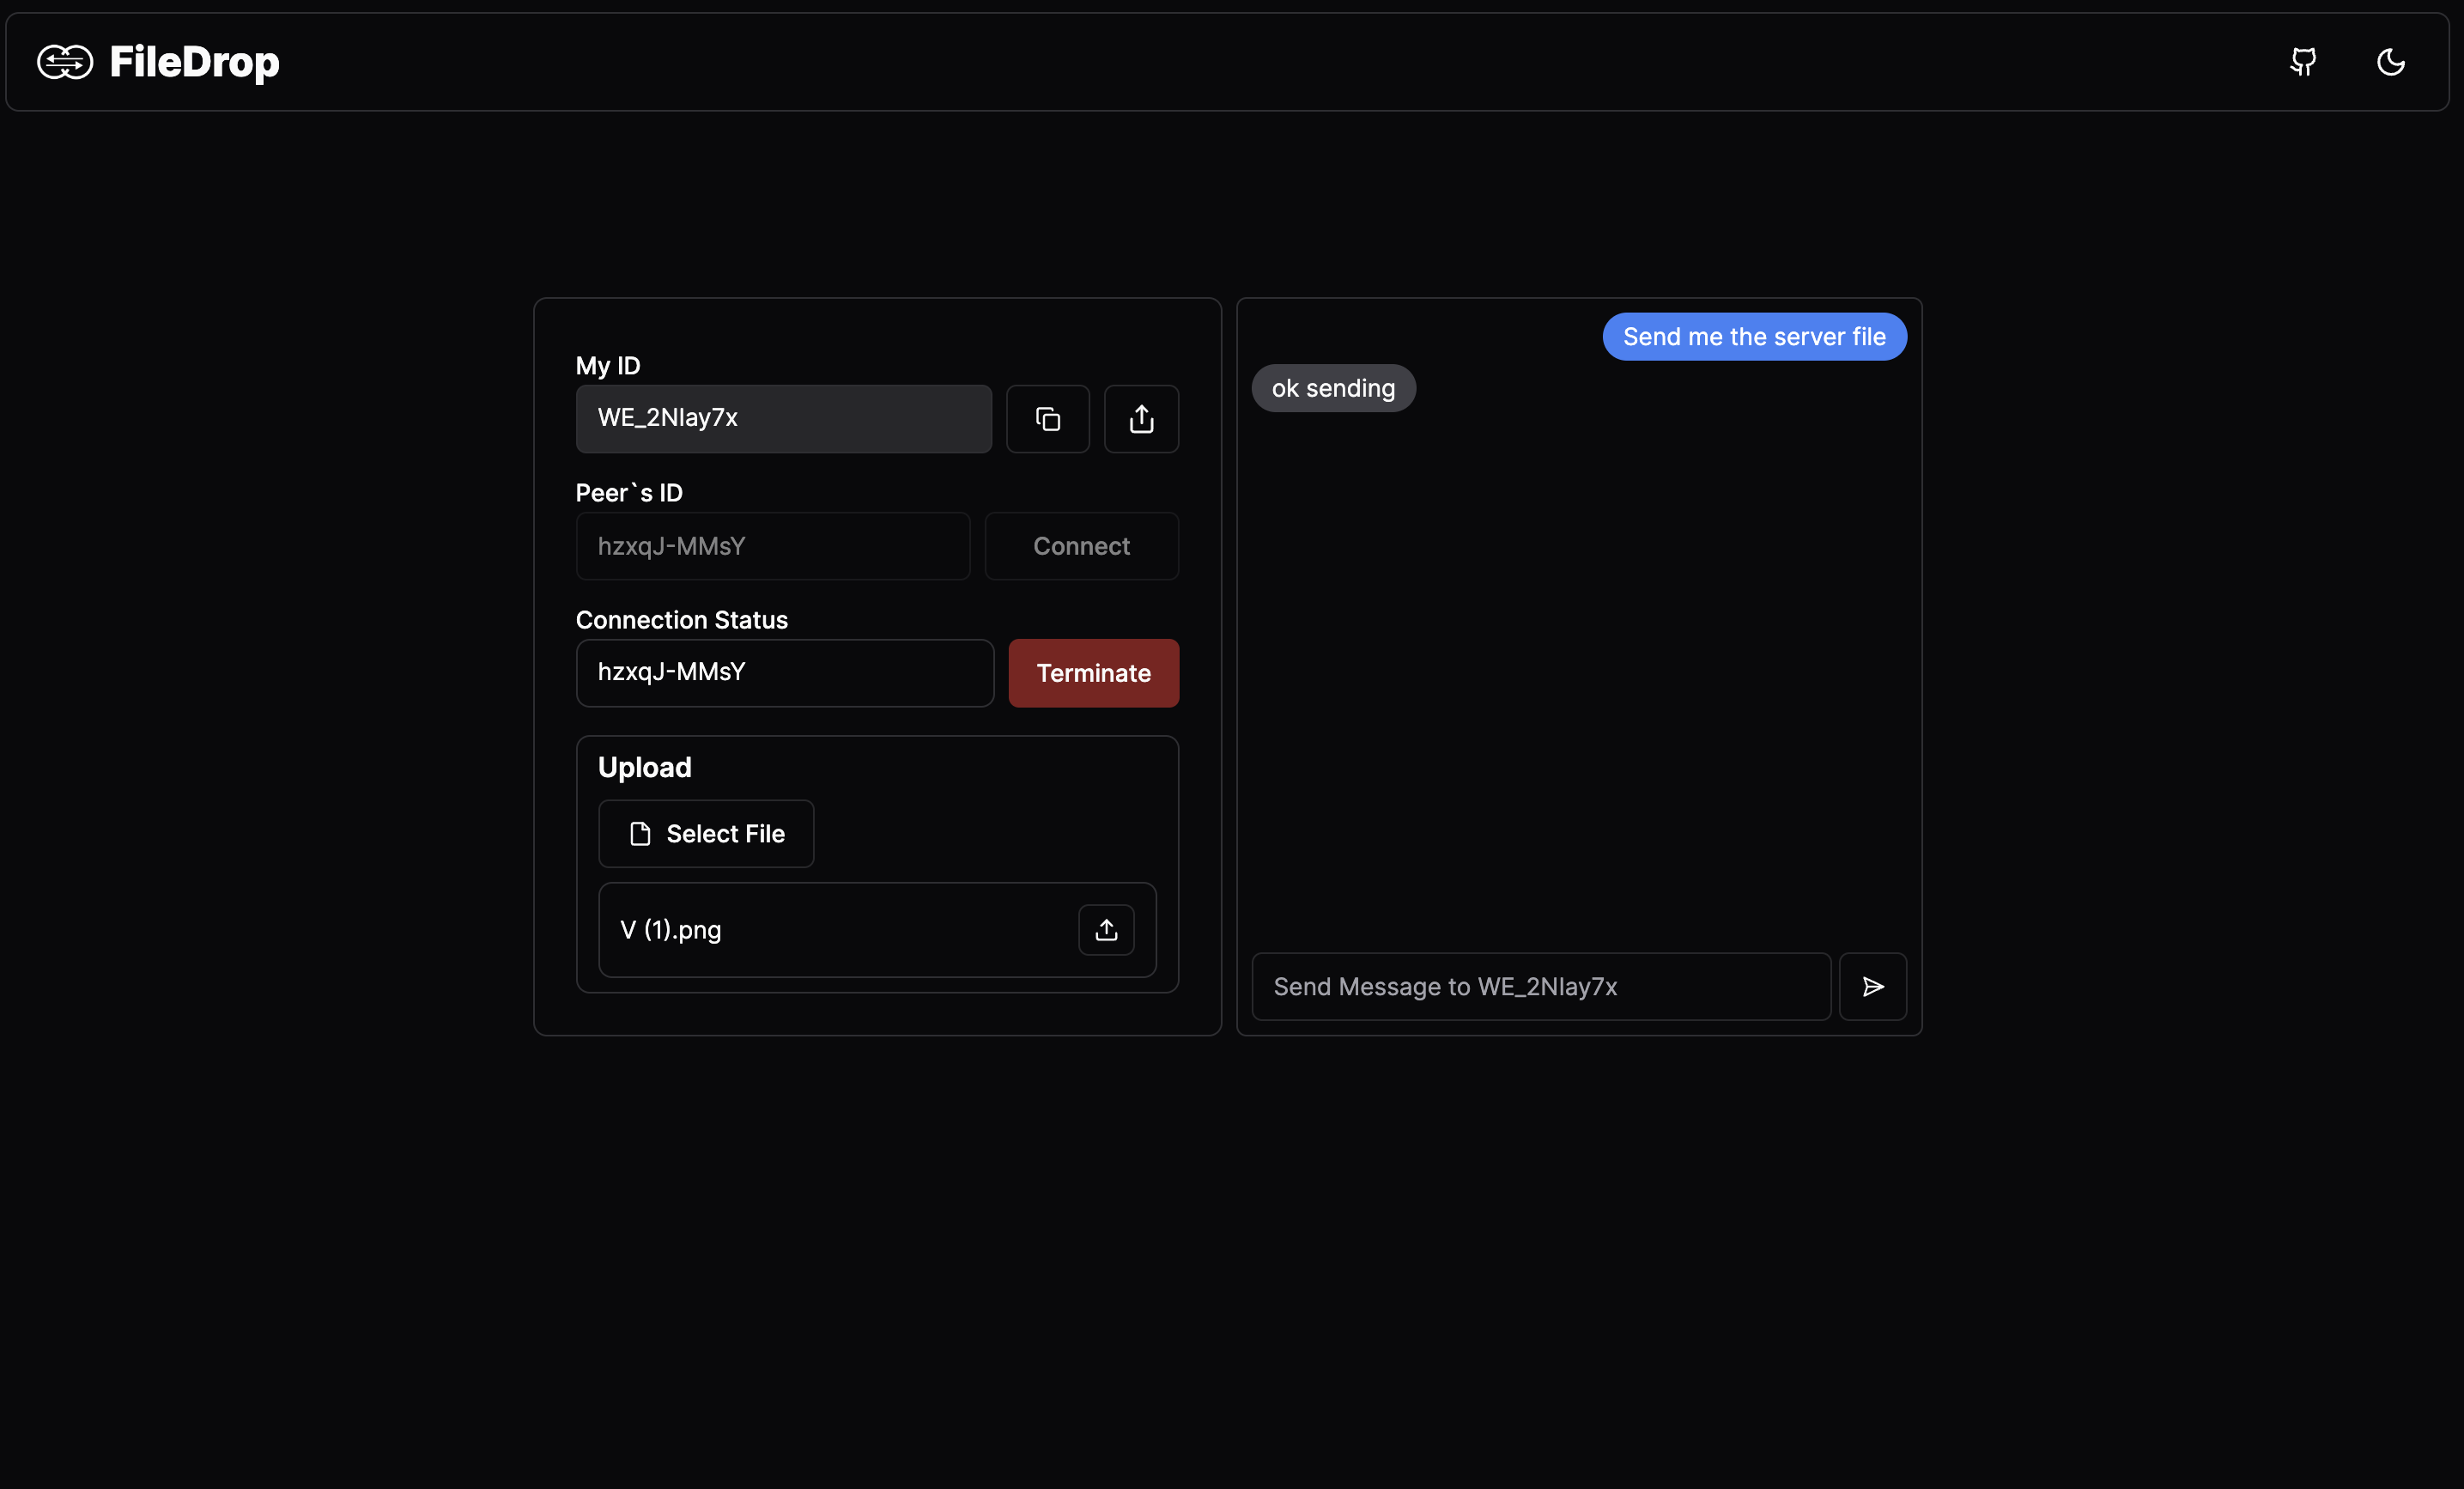 FileDrop
My ID
WE_2NIay7x
Peer`s ID
hzxqJ-MMsY
Connect
Connection Status
hzxqJ-MMsY
Terminate
Upload
Select File
V (1).png
Send me the server file
ok sending
Send Message to WE_2NIay7x